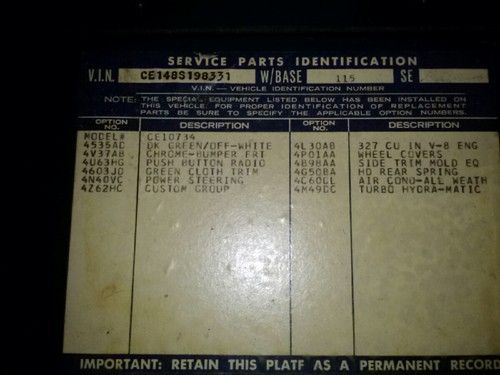 SERVICE PARTS IDENTIFICATION
V.I.N. CE148S198331 W/BASE 115 SE
V.I.N. — VEHICLE IDENTIFICATION NUMBER
NOTE: THE SPECIAL EQUIPMENT LISTED BELOW HAS BEEN INSTALLED ON
THIS VEHICLE. FOR PROPER IDENTIFICATION OF REPLACEMENT
PARTS BE SURE TO SPECIFY THE APPLICABLE OPTION NUMBERS.
OPTION NO. DESCRIPTION OPTION NO. DESCRIPTION
MODEL# CE10734
4535AD DK GREEN/OFF-WHITE 4L30AB 327 CU IN V-8 ENG
4V37AB CHROME-BUMPER FRT 4P01AA WHEEL COVERS
4U63HG PUSH BUTTON RADIO 4B98AA SIDE TRIM MOLD EQ
4603JD GREEN CLOTH TRIM 4G50BA HD REAR SPRING
4N40VC POWER STEERING 4C60LL AIR COND-ALL WEATH
4Z62HC CUSTOM GROUP 4M49DC TURBO HYDRA-MATIC
IMPORTANT: RETAIN THIS PLATE AS A PERMANENT RECORD